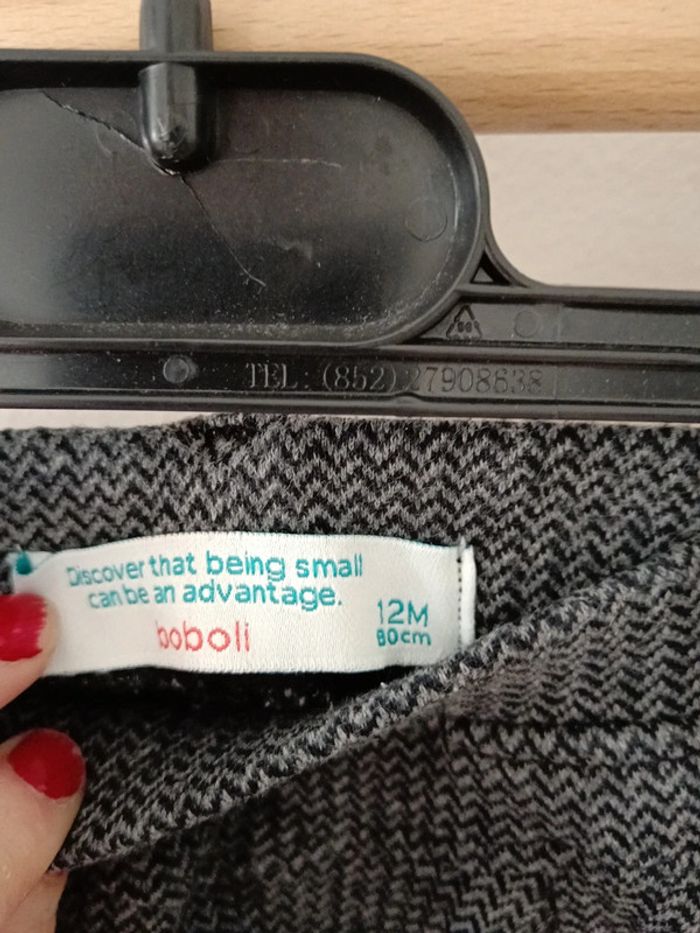 TEL: (852) 27908638
Discover that being small
can be an advantage.
boboli
12M
80cm